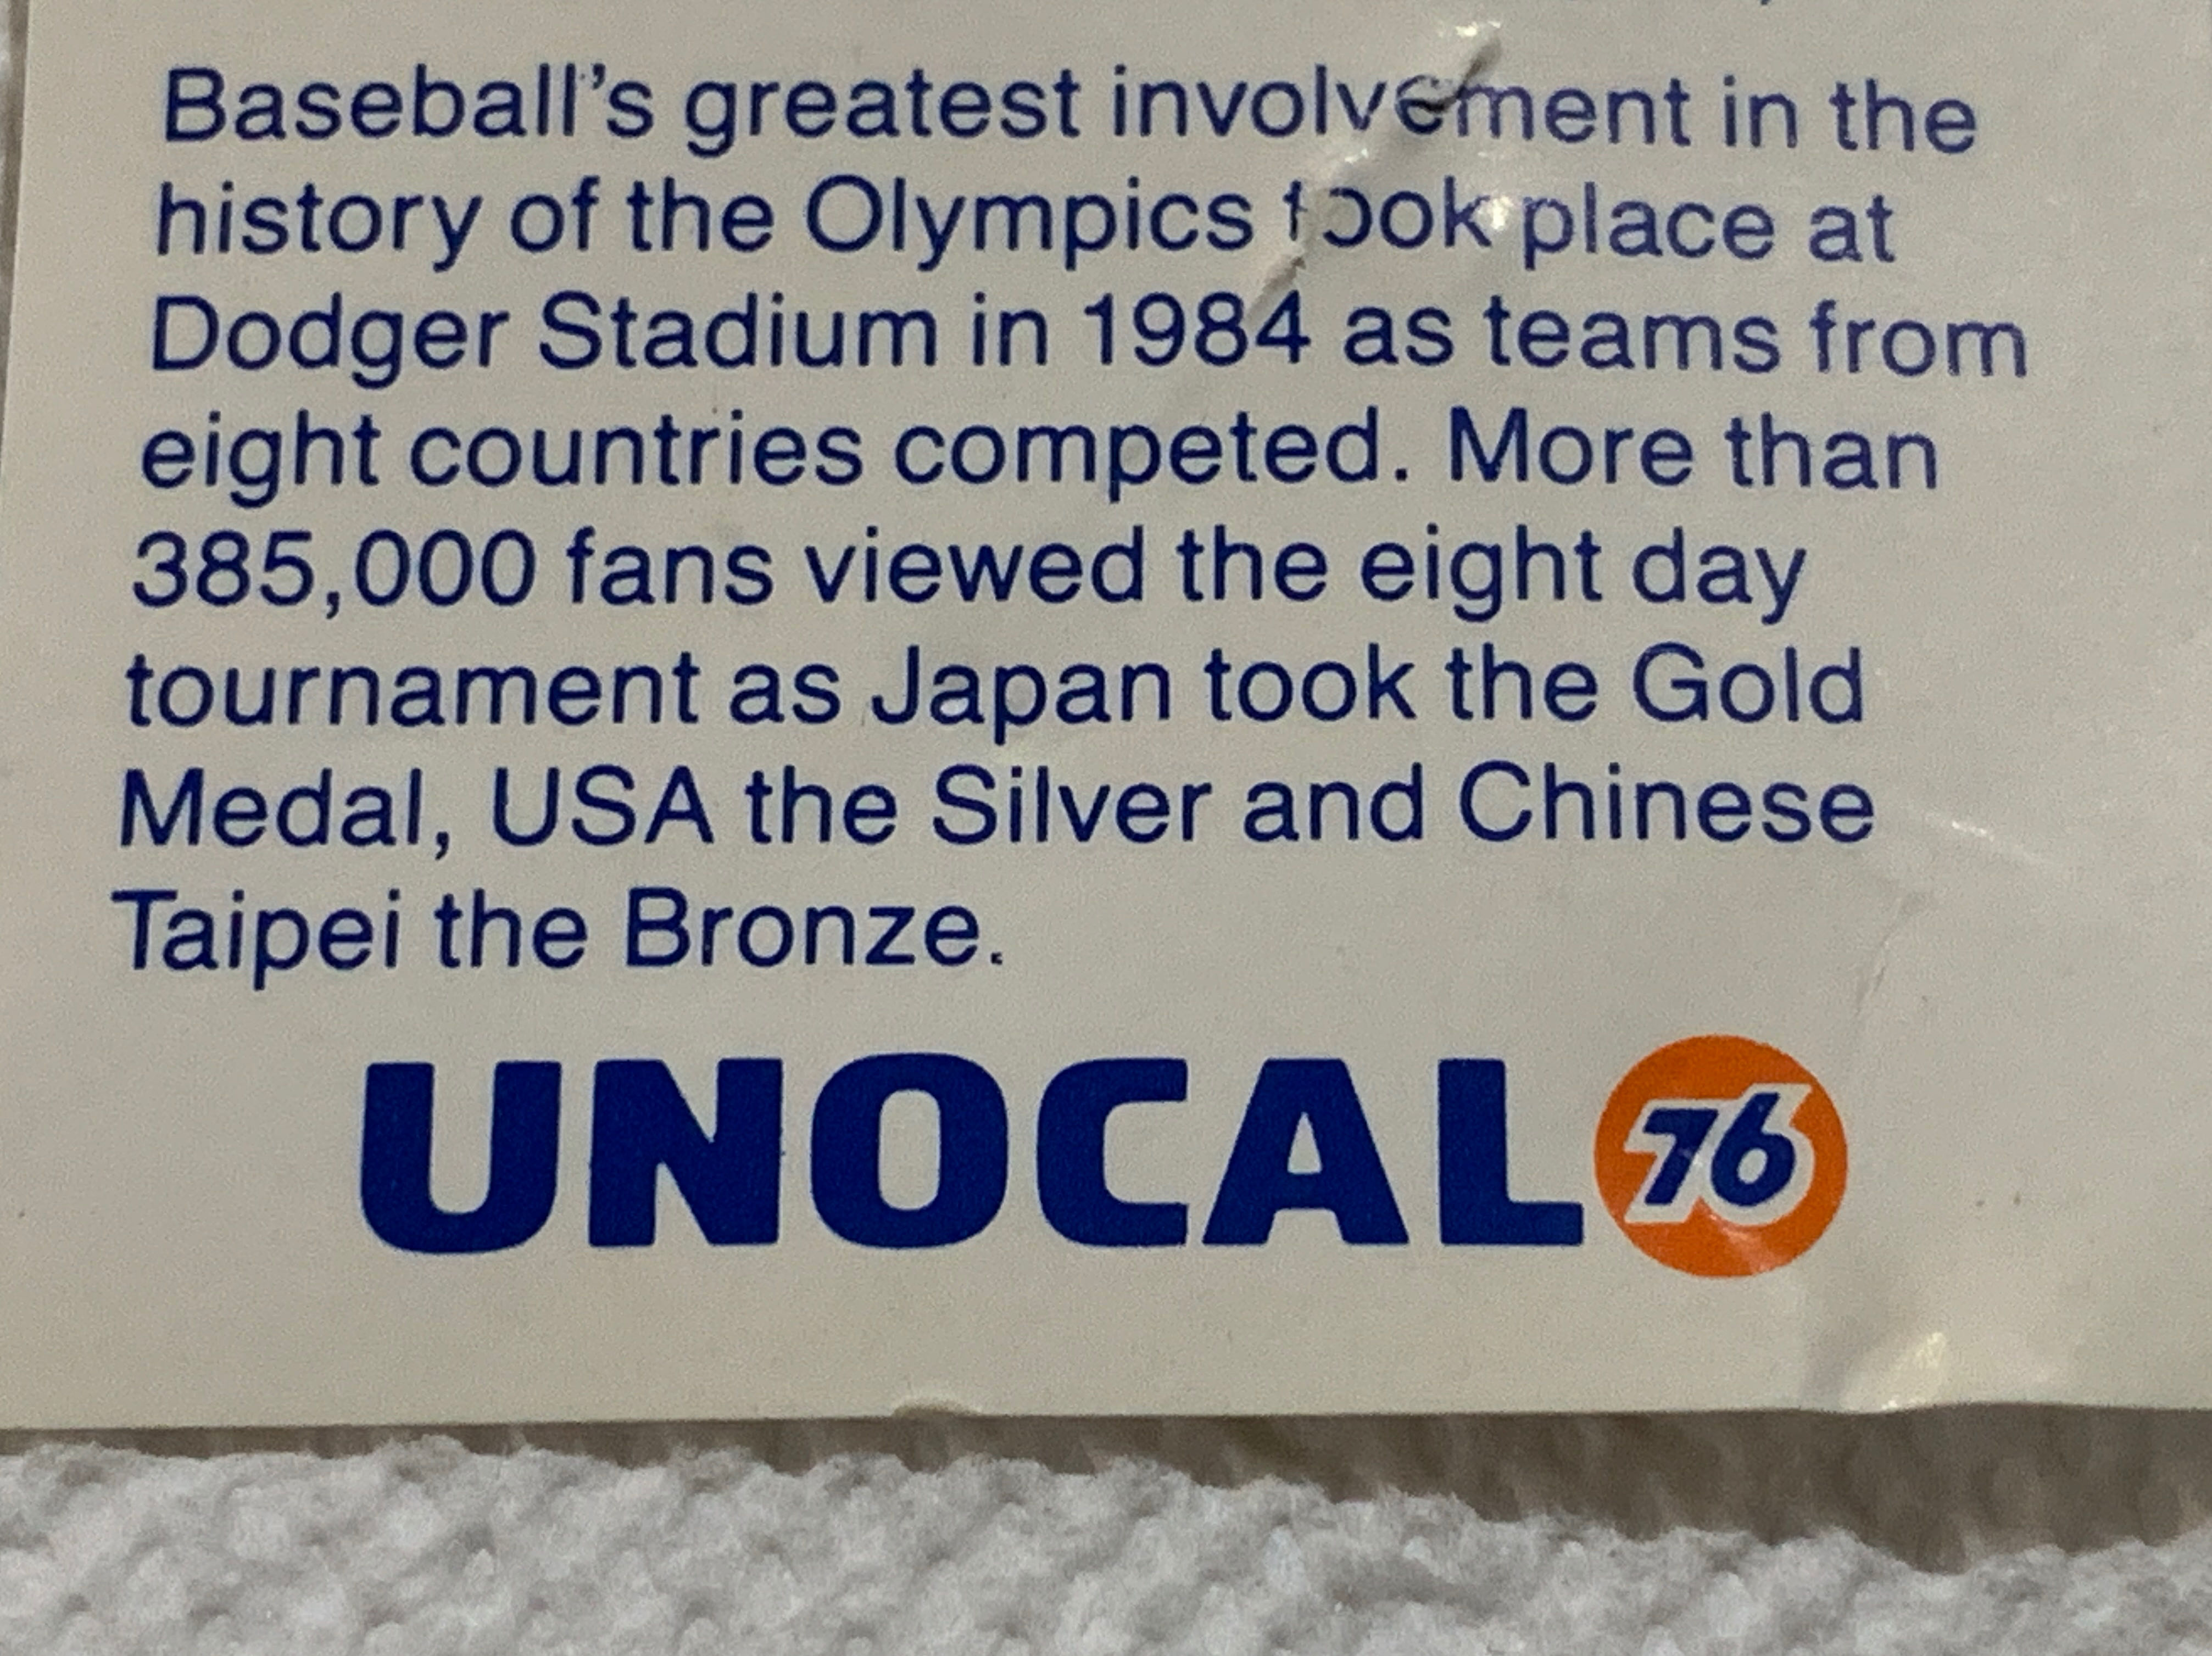 Baseball's greatest involvement in the
history of the Olympics took place at
Dodger Stadium in 1984 as teams from
eight countries competed. More than
385,000 fans viewed the eight day
tournament as Japan took the Gold
Medal, USA the Silver and Chinese
Taipei the Bronze.
UNOCAL 76